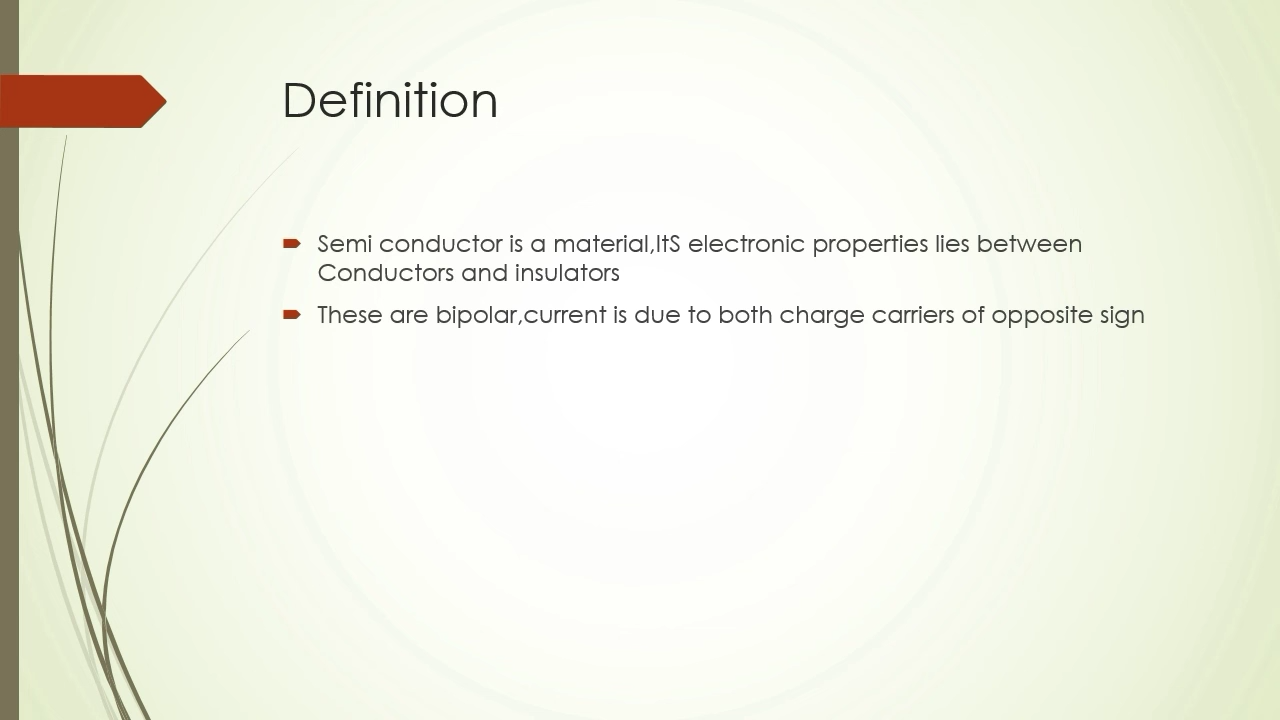 Definition
Semi conductor is a material,ItS electronic properties lies between
Conductors and insulators
These are bipolar,current is due to both charge carriers of opposite sign